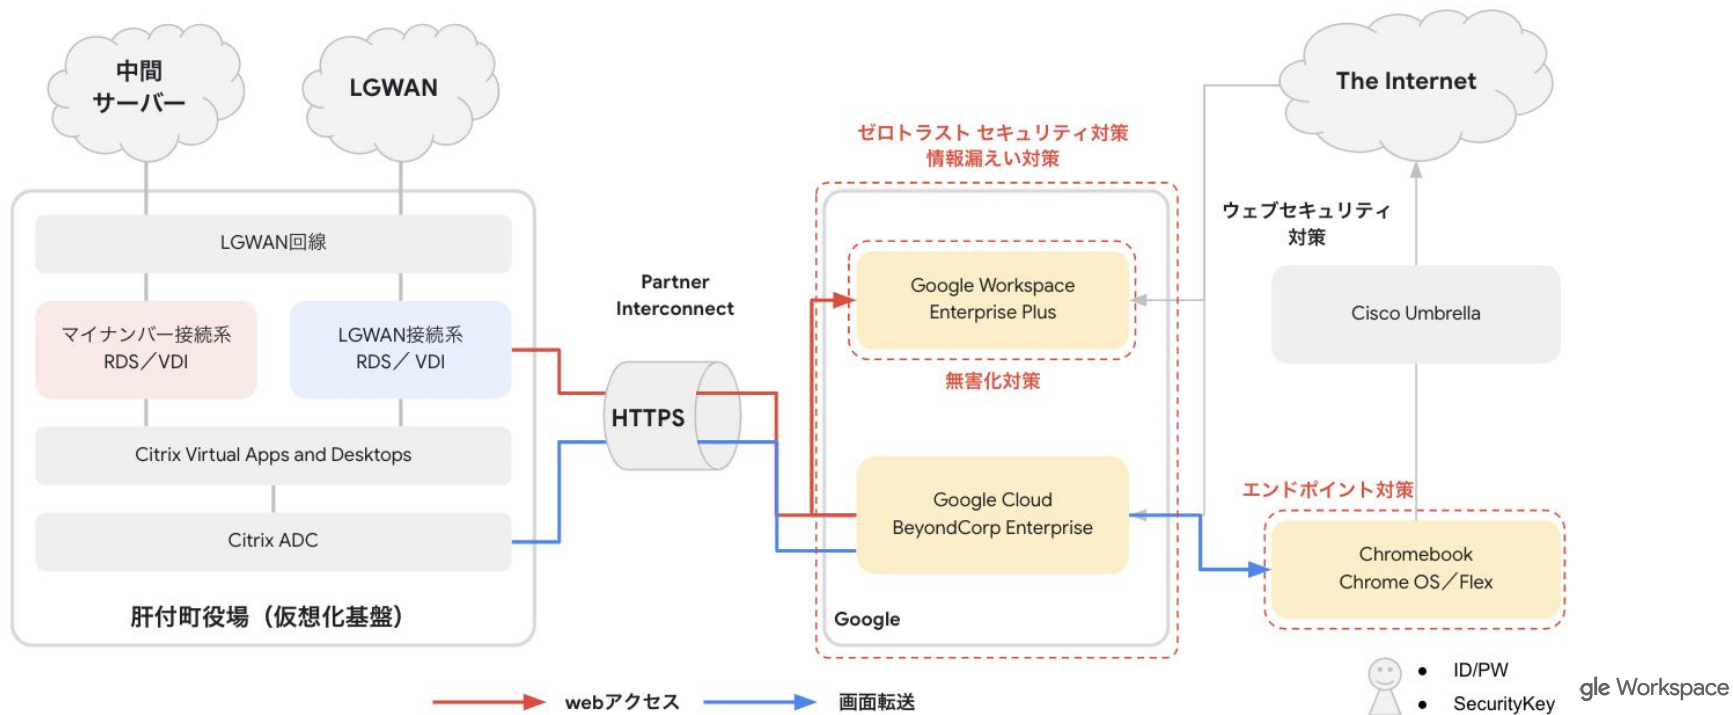 中間
サーバー
LGWAN
The Internet
ゼロトラスト セキュリティ対策
情報漏えい対策
ウェブセキュリティ
対策
LGWAN回線
Partner
Interconnect
Google Workspace
Enterprise Plus
Cisco Umbrella
マイナンバー接続系
RDS／VDI
LGWAN接続系
RDS／ VDI
無害化対策
HTTPS
Citrix Virtual Apps and Desktops
Google Cloud
BeyondCorp Enterprise
エンドポイント対策
Citrix ADC
Chromebook
Chrome OS／Flex
肝付町役場（仮想化基盤）
Google
webアクセス
画面転送
● ID/PW
● SecurityKey
gle Workspace